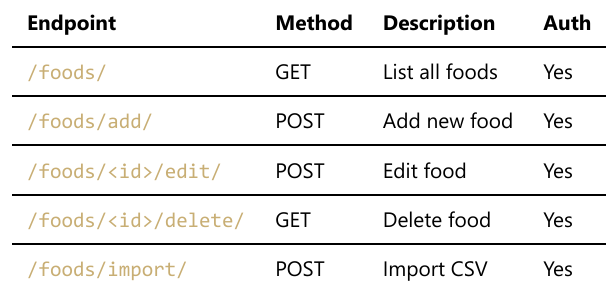 Endpoint Method Description Auth
/foods/ GET List all foods Yes
/foods/add/ POST Add new food Yes
/foods/<id>/edit/ POST Edit food Yes
/foods/<id>/delete/ GET Delete food Yes
/foods/import/ POST Import CSV Yes